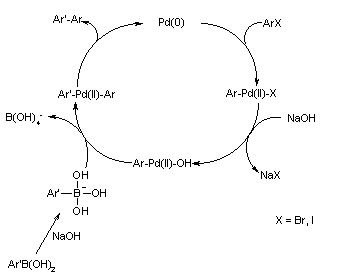 Ar'-Ar
Pd(0)
ArX
Ar'-Pd(II)-Ar
Ar-Pd(II)-X
B(OH)4-
NaOH
Ar-Pd(II)-OH
OH
NaX
Ar'-B-OH
-
OH
X = Br, I
NaOH
Ar'B(OH)2